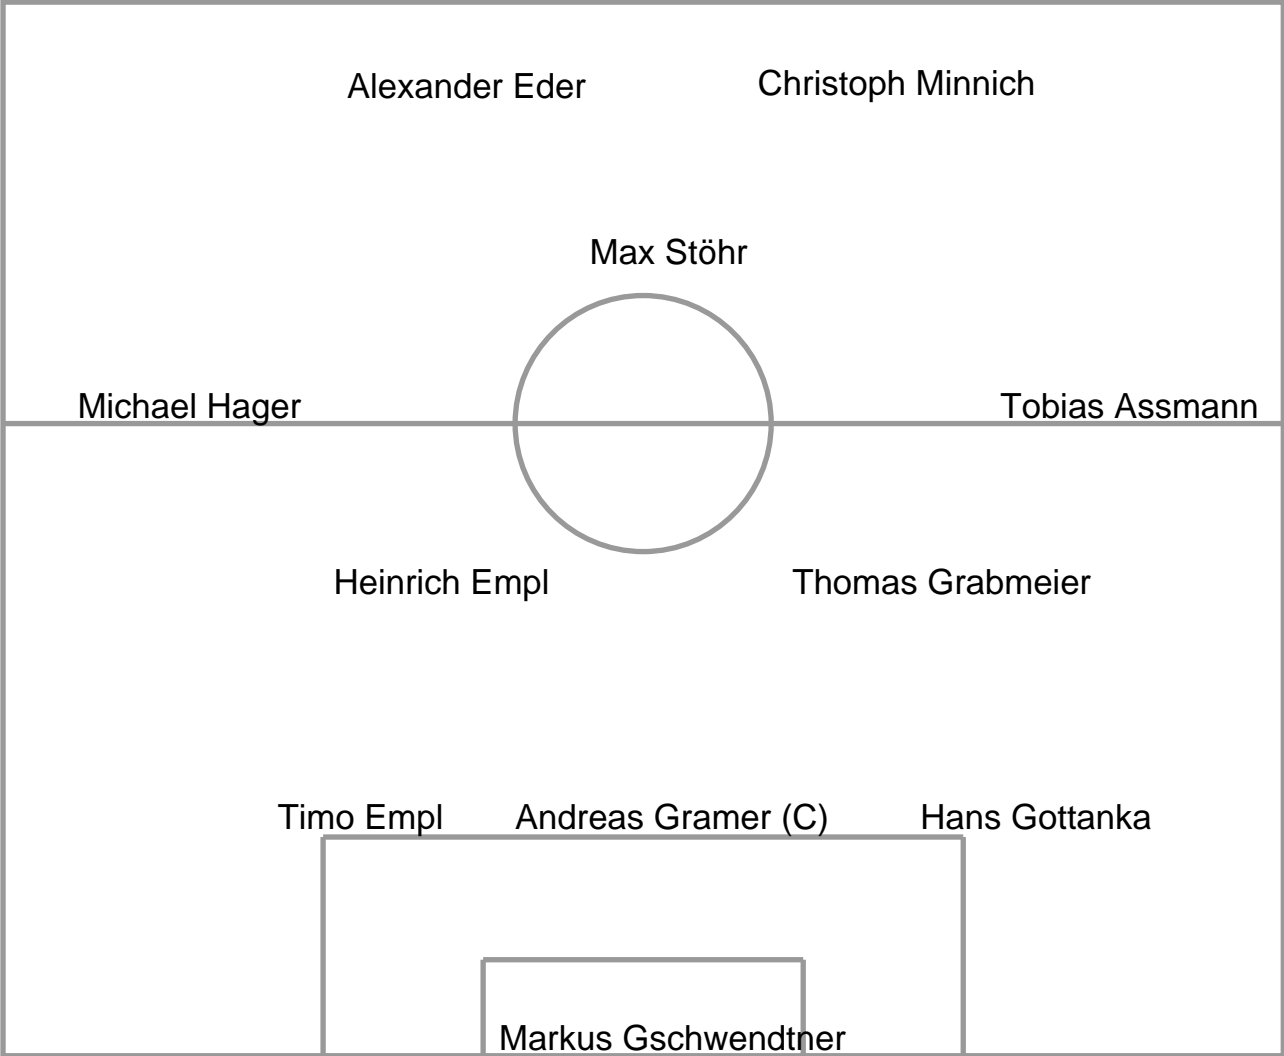 Alexander Eder
Christoph Minnich
Max Stöhr
Michael Hager
Tobias Assmann
Heinrich Empl
Thomas Grabmeier
Timo Empl
Andreas Gramer (C)
Hans Gottanka
Markus Gschwendtner